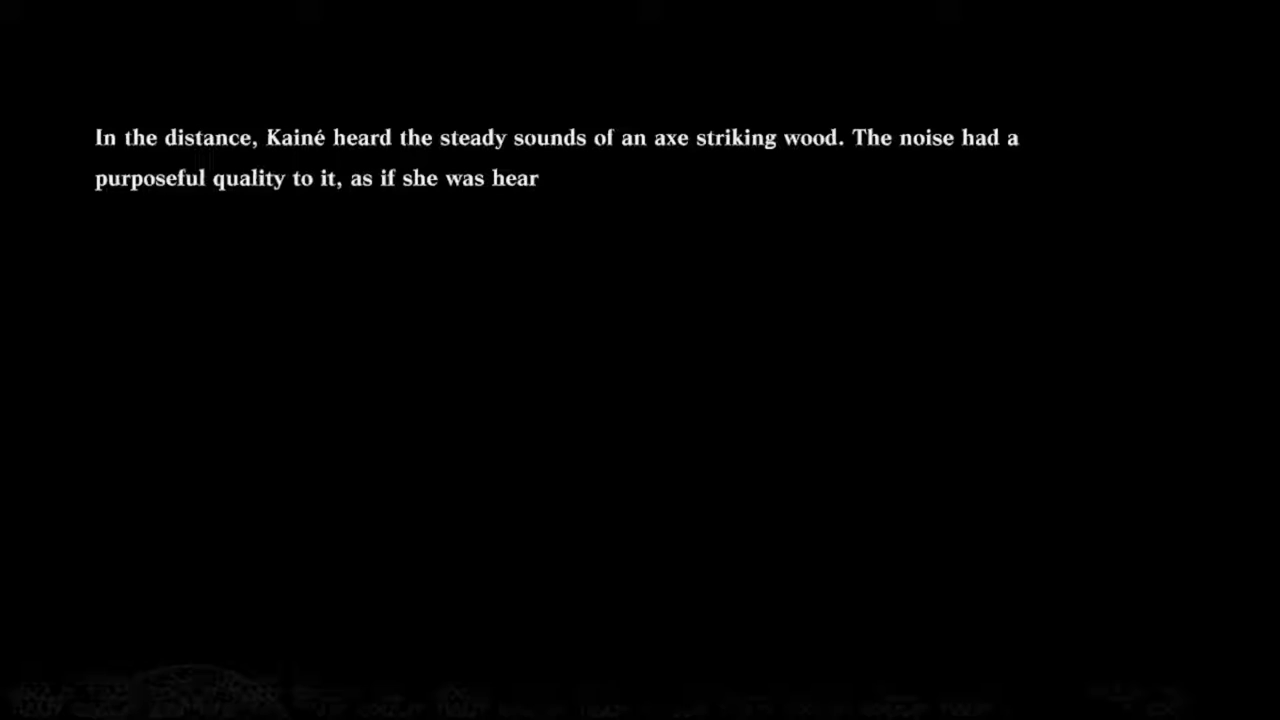 In the distance, Kainé heard the steady sounds of an axe striking wood. The noise had a
purposeful quality to it, as if she was hear